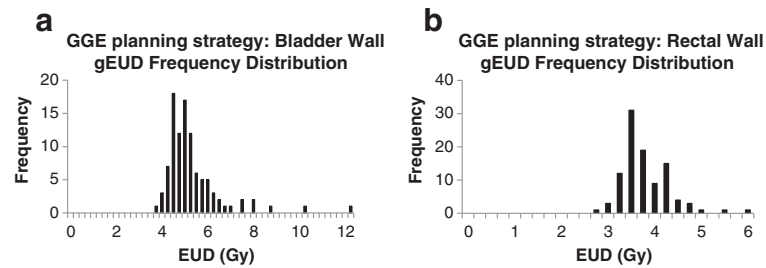 a
GGE planning strategy: Bladder Wall
gEUD Frequency Distribution
Frequency
20
15
10
5
0
0 2 4 6 8 10 12
EUD (Gy)
b
GGE planning strategy: Rectal Wall
gEUD Frequency Distribution
Frequency
40
30
20
10
0
0 1 2 3 4 5 6
EUD (Gy)